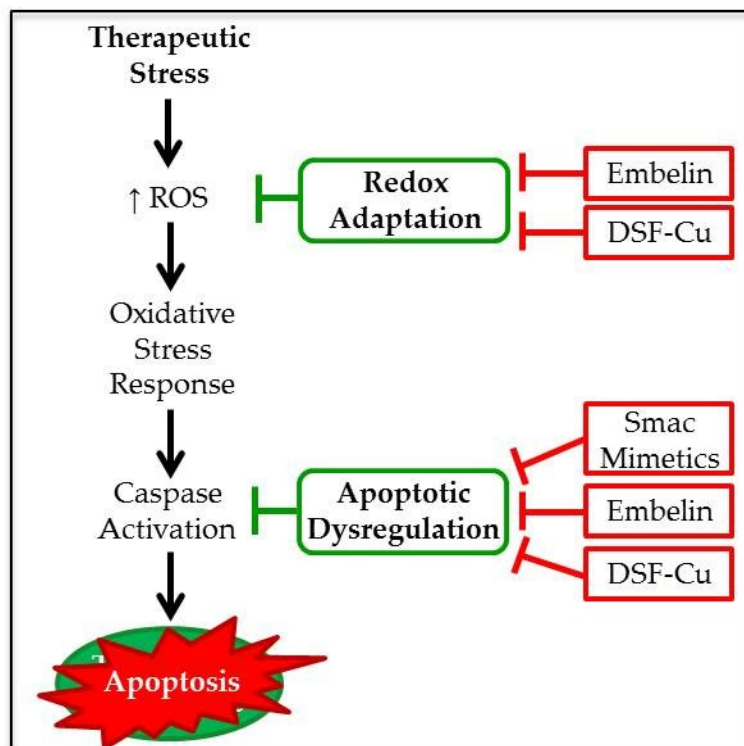 Therapeutic
Stress
↑ ROS
Redox
Adaptation
Embelin
DSF-Cu
Oxidative
Stress
Response
Caspase
Activation
Apoptotic
Dysregulation
Smac
Mimetics
Embelin
DSF-Cu
Apoptosis